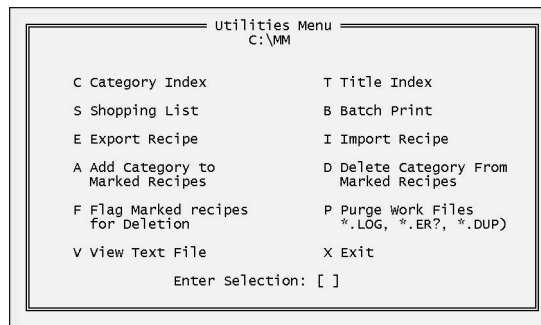 Utilities Menu
C:\MM
C Category Index T Title Index
S Shopping List B Batch Print
E Export Recipe I Import Recipe
A Add Category to D Delete Category From
Marked Recipes Marked Recipes
F Flag Marked recipes P Purge Work Files
for Deletion *.LOG, *.ER?, *.DUP)
V View Text File X Exit
Enter Selection: [ ]